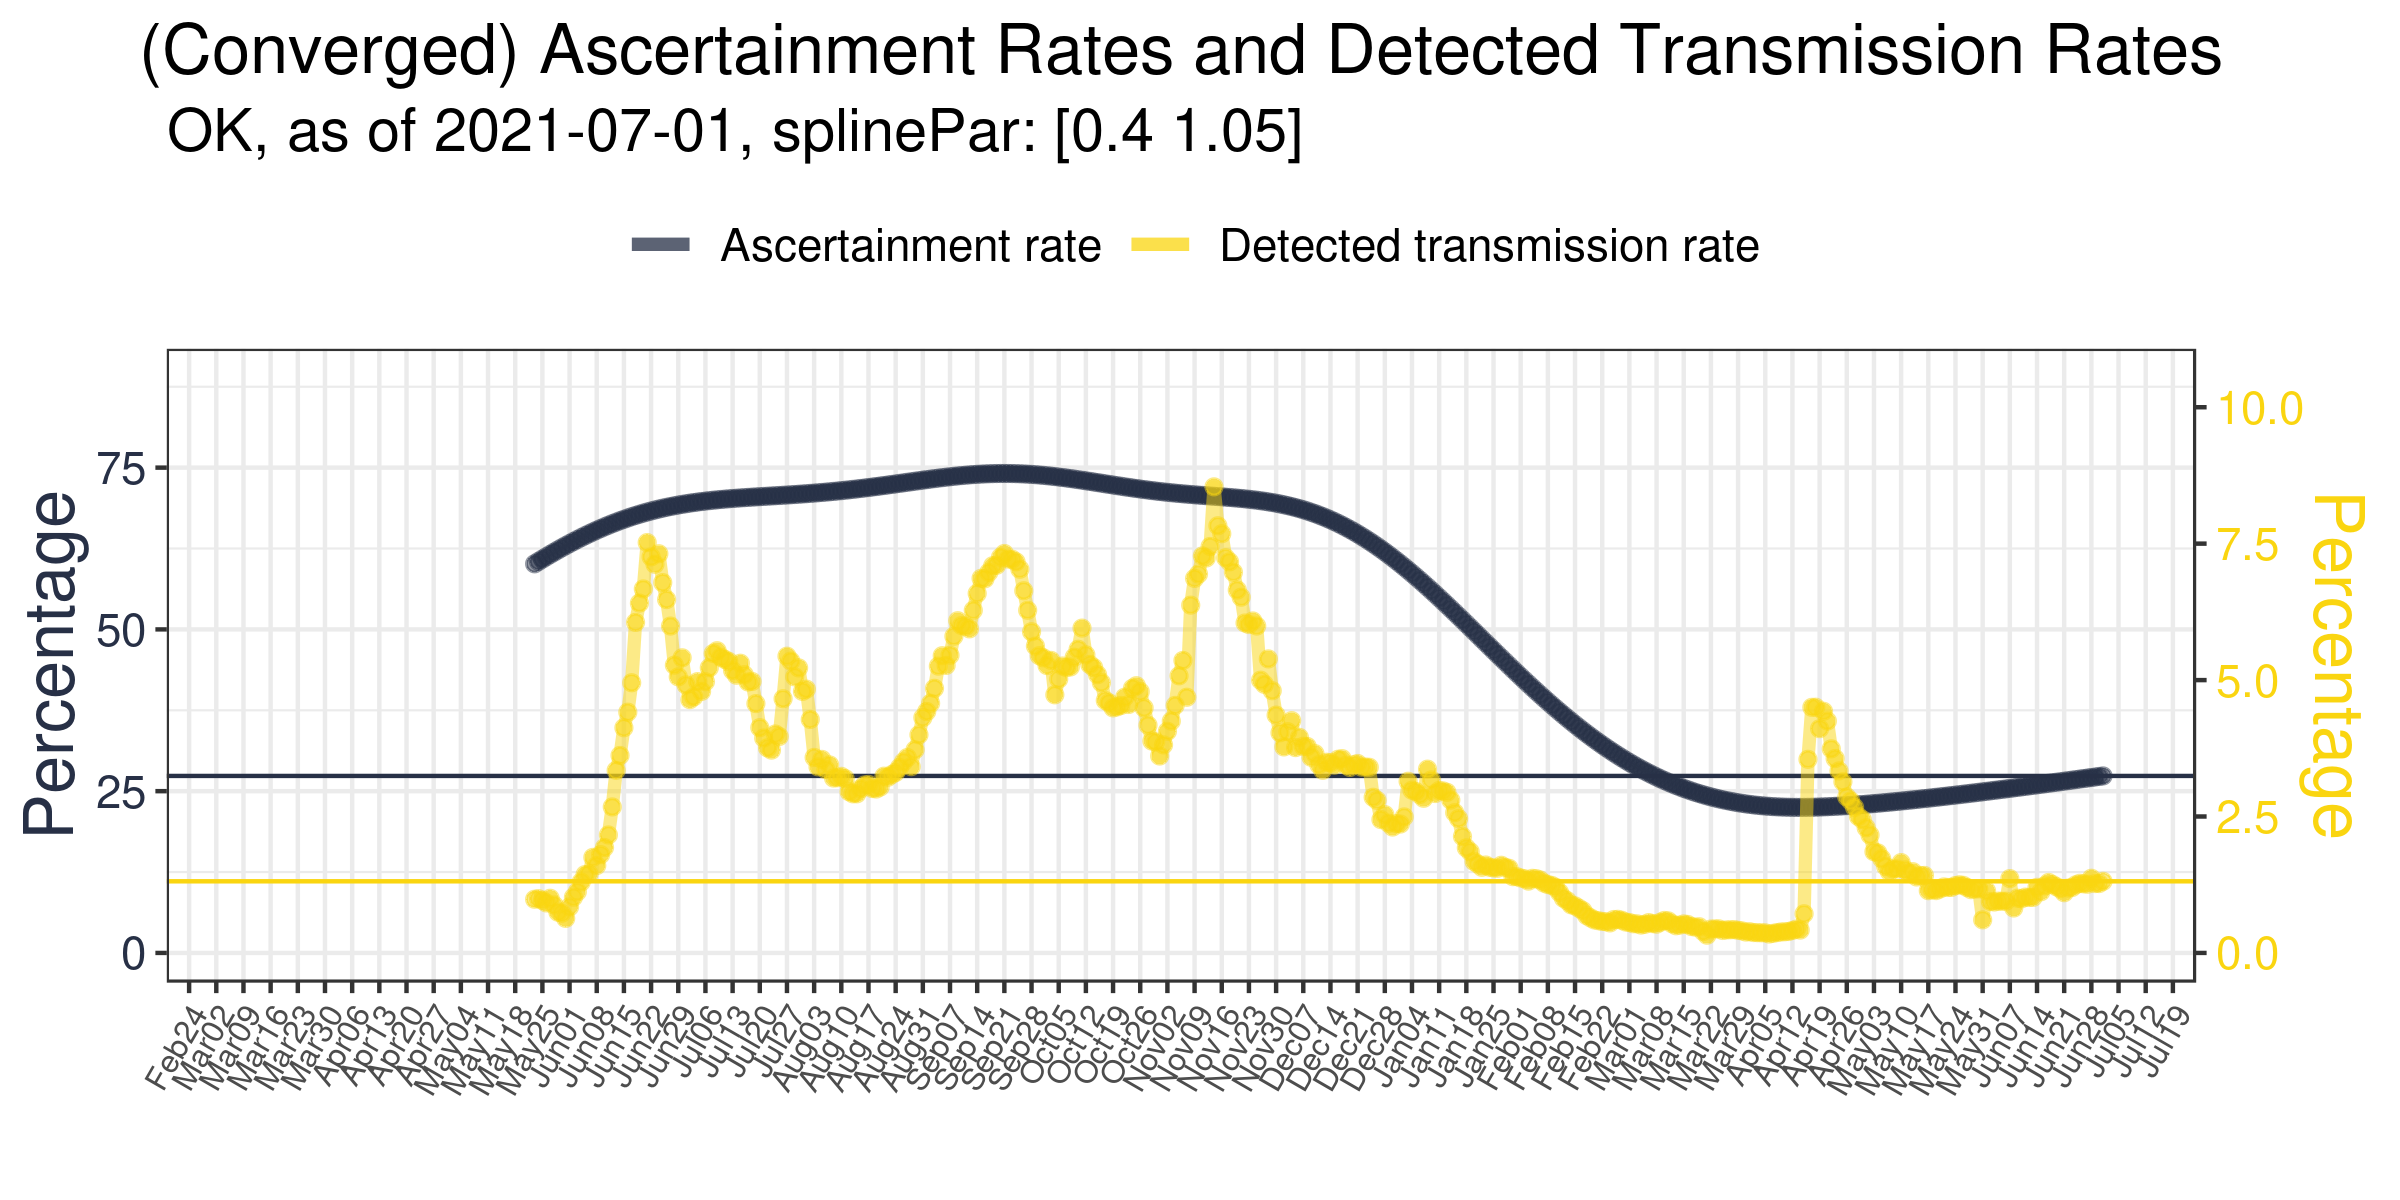 (Converged) Ascertainment Rates and Detected Transmission Rates
OK, as of 2021-07-01, splinePar: [0.4 1.05]
Ascertainment rate
Detected transmission rate
Percentage
75
50
25
0
10.0
7.5
5.0
2.5
0.0
Percentage
Feb24
Mar02
Mar09
Mar16
Mar23
Mar30
Apr06
Apr13
Apr20
Apr27
May04
May11
May18
May25
Jun01
Jun08
Jun15
Jun22
Jun29
Jul06
Jul13
Jul20
Jul27
Aug03
Aug10
Aug17
Aug24
Aug31
Sep07
Sep14
Sep21
Sep28
Oct05
Oct12
Oct19
Oct26
Nov02
Nov09
Nov16
Nov23
Nov30
Dec07
Dec14
Dec21
Dec28
Jan04
Jan11
Jan18
Jan25
Feb01
Feb08
Feb15
Feb22
Mar01
Mar08
Mar15
Mar22
Mar29
Apr05
Apr12
Apr19
Apr26
May03
May10
May17
May24
May31
Jun07
Jun14
Jun21
Jun28
Jul05
Jul12
Jul19